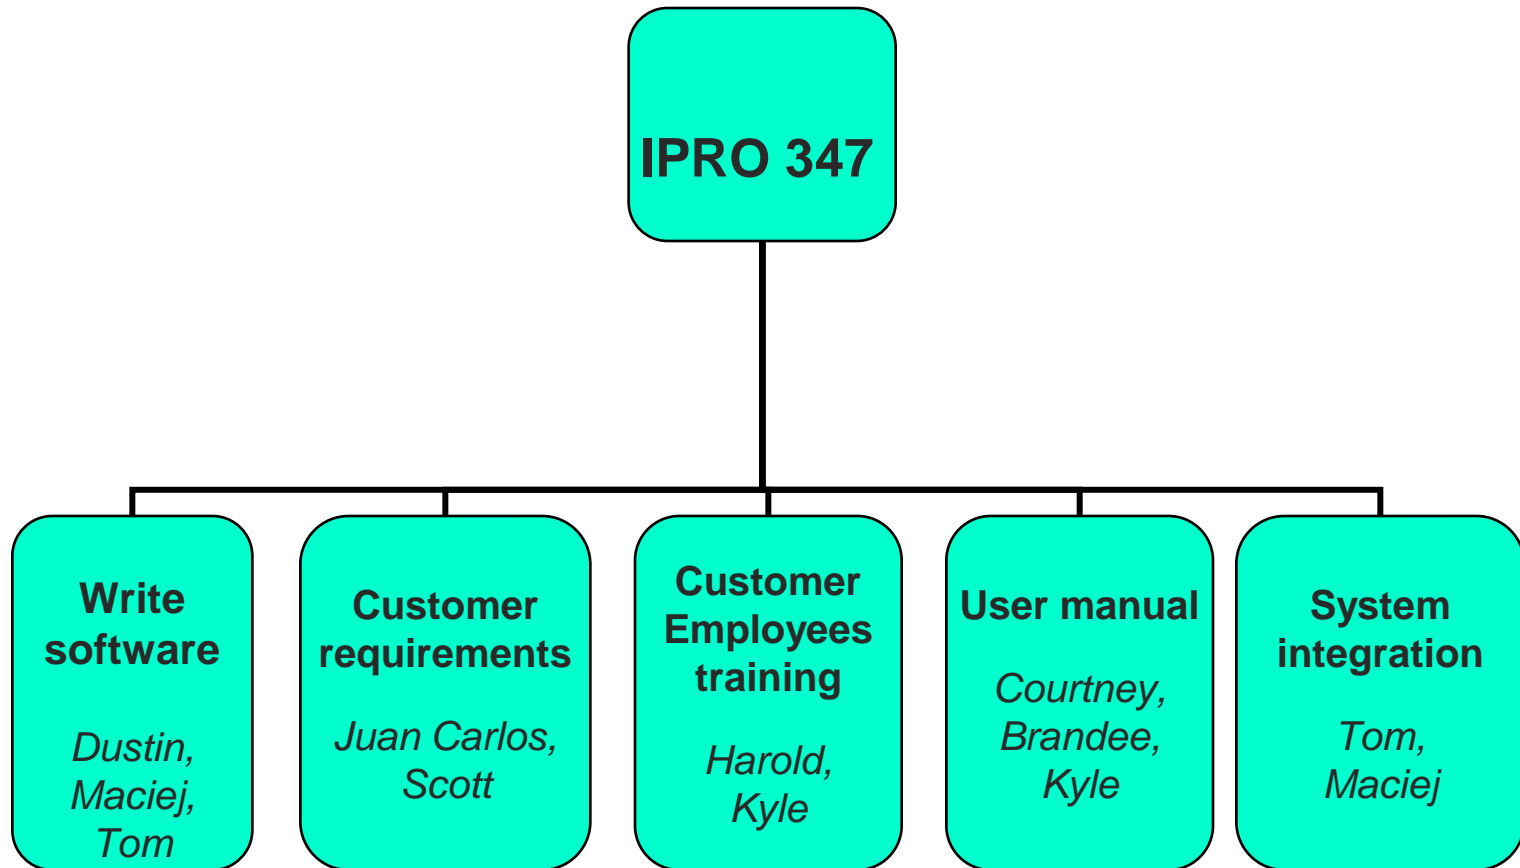 IPRO 347
Write
software
Dustin,
Maciej,
Tom
Customer
requirements
Juan Carlos,
Scott
Customer
Employees
training
Harold,
Kyle
User manual
Courtney,
Brandee,
Kyle
System
integration
Tom,
Maciej